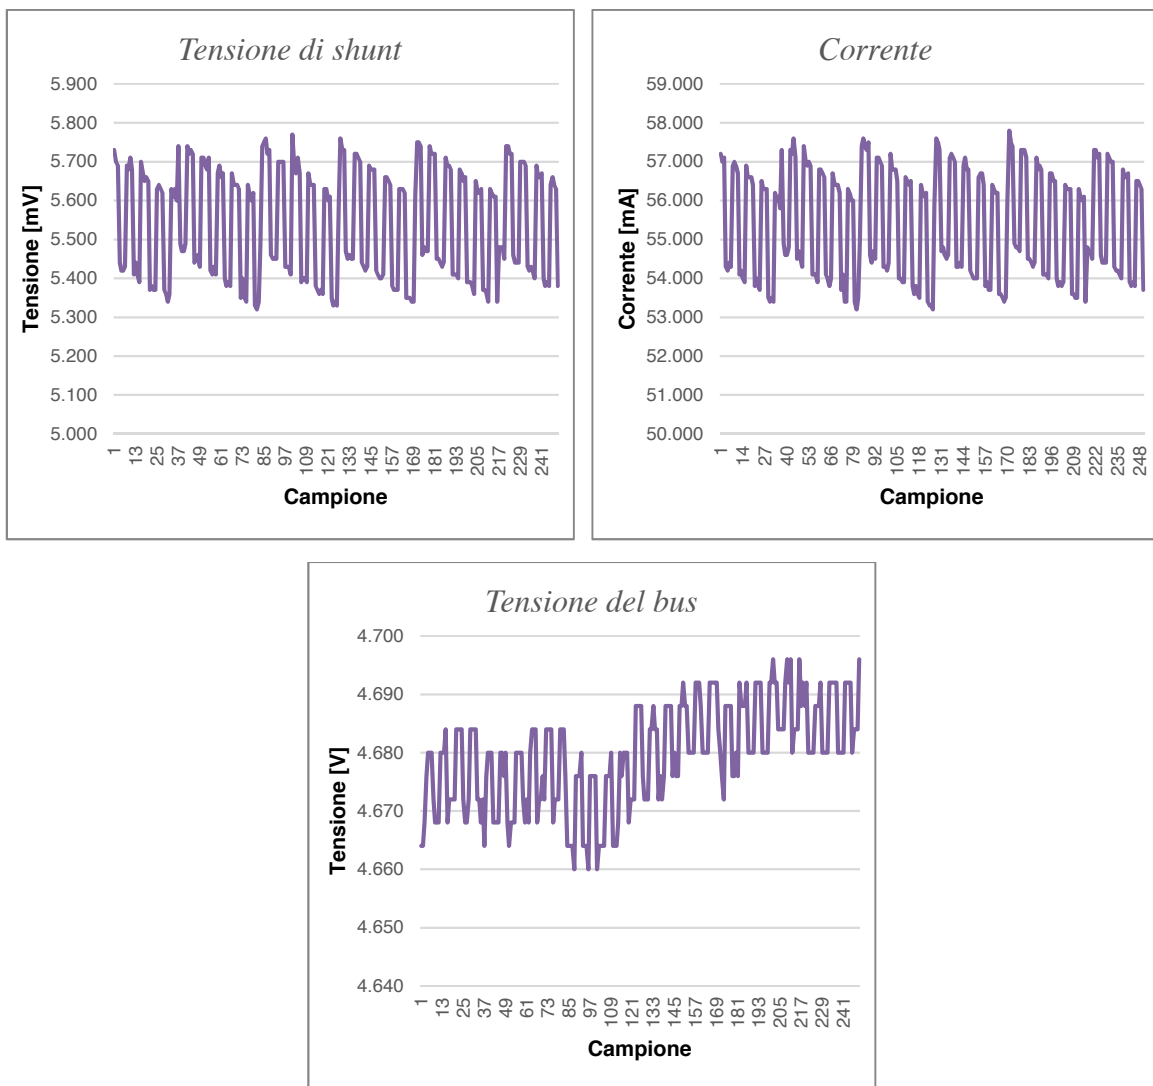 Tensione di shunt
5.900
5.800
5.700
5.600
5.500
5.400
5.300
5.200
5.100
5.000
Tensione [mV]
1 13 25 37 49 61 73 85 97 109 121 133 145 157 169 181 193 205 217 229 241
Campione
Corrente
59.000
58.000
57.000
56.000
55.000
54.000
53.000
52.000
51.000
50.000
Corrente [mA]
1 14 27 40 53 66 79 92 105 118 131 144 157 170 183 196 209 222 235 248
Campione
Tensione del bus
4.700
4.690
4.680
4.670
4.660
4.650
4.640
Tensione [V]
1 13 25 37 49 61 73 85 97 109 121 133 145 157 169 181 193 205 217 229 241
Campione